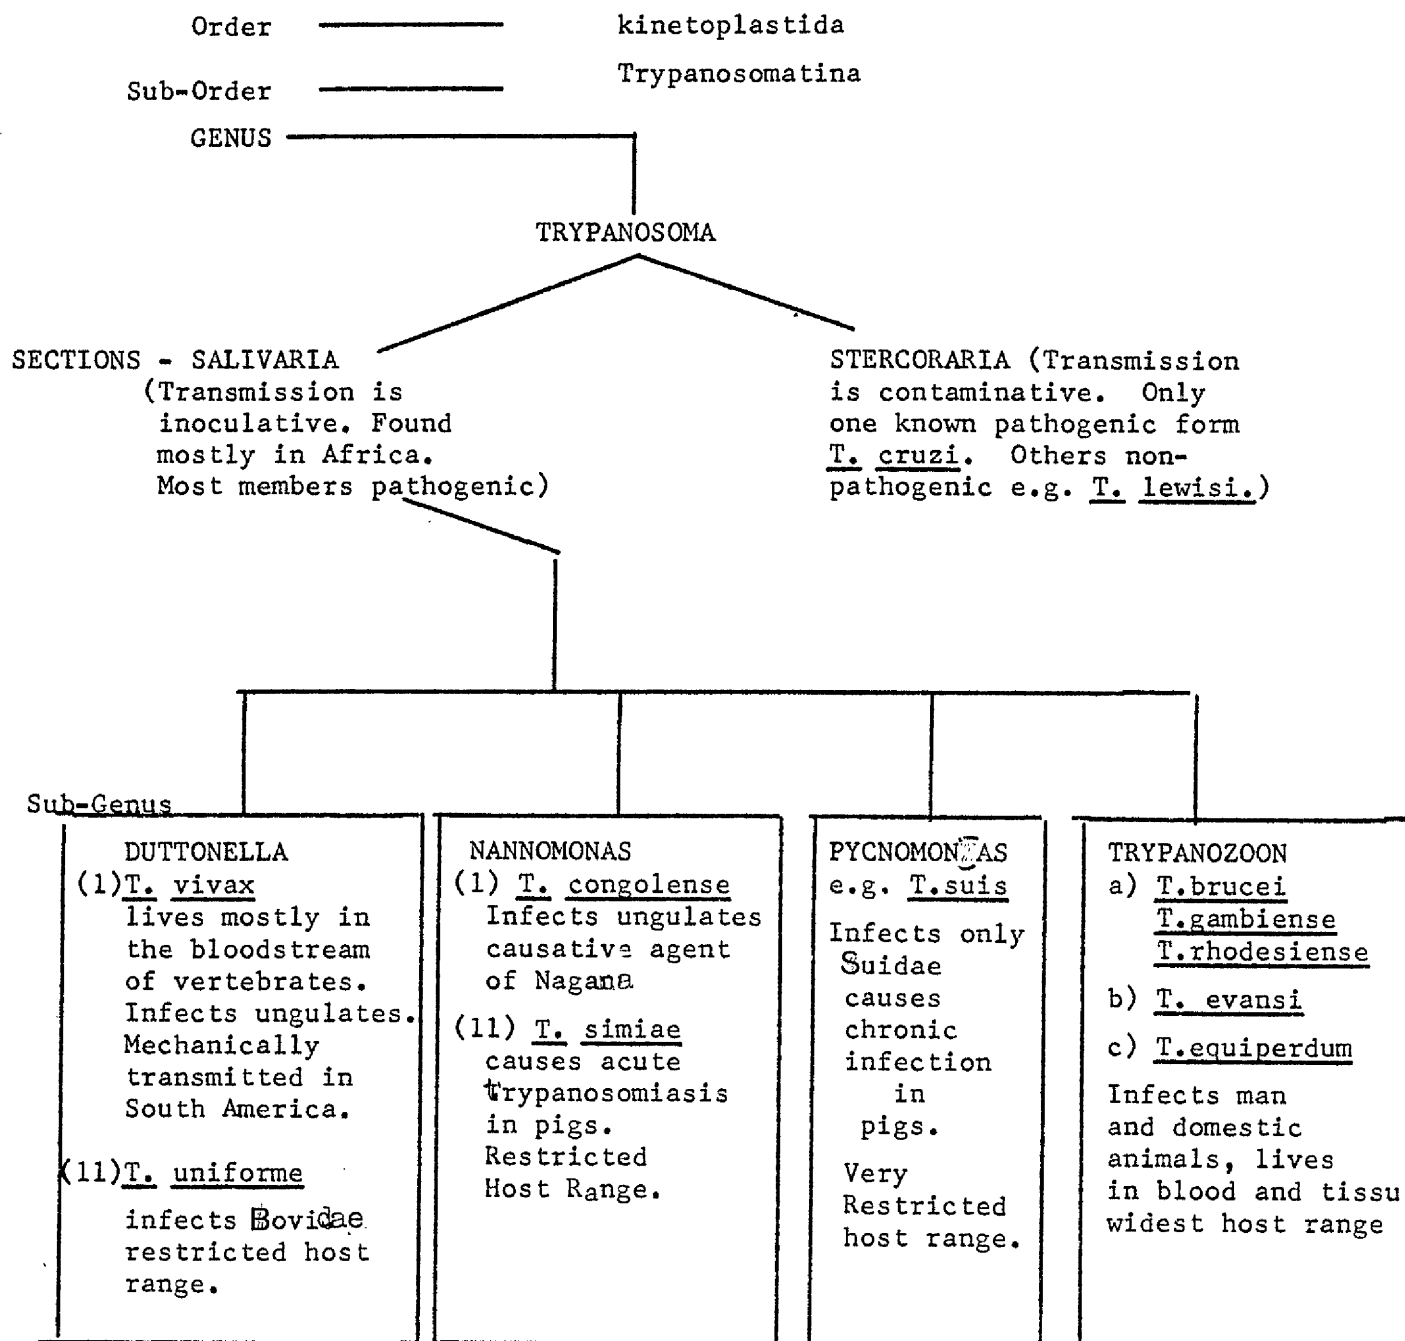 Order kinetoplastida
Sub-Order Trypanosomatina
GENUS
TRYPANOSOMA
SECTIONS - SALIVARIA
(Transmission is
inoculative. Found
mostly in Africa.
Most members pathogenic)
STERCORARIA (Transmission
is contaminative. Only
one known pathogenic form
T. cruzi. Others non-
pathogenic e.g. T. lewisi.)
Sub-Genus
DUTTONELLA
(1) T. vivax
lives mostly in
the bloodstream
of vertebrates.
Infects ungulates.
Mechanically
transmitted in
South America.
(11) T. uniforme
infects Bovidae
restricted host
range.
NANNOMONAS
(1) T. congolense
Infects ungulates
causative agent
of Nagana
(11) T. simiae
causes acute
trypanosomiasis
in pigs.
Restricted
Host Range.
PYCNOMONAS
e.g. T.suis
Infects only
Suidae
causes
chronic
infection
in
pigs.
Very
Restricted
host range.
TRYPANOZOON
a) T.brucei
T.gambiense
T.rhodesiense
b) T. evansi
c) T.equiperdum
Infects man
and domestic
animals, lives
in blood and tissu
widest host range